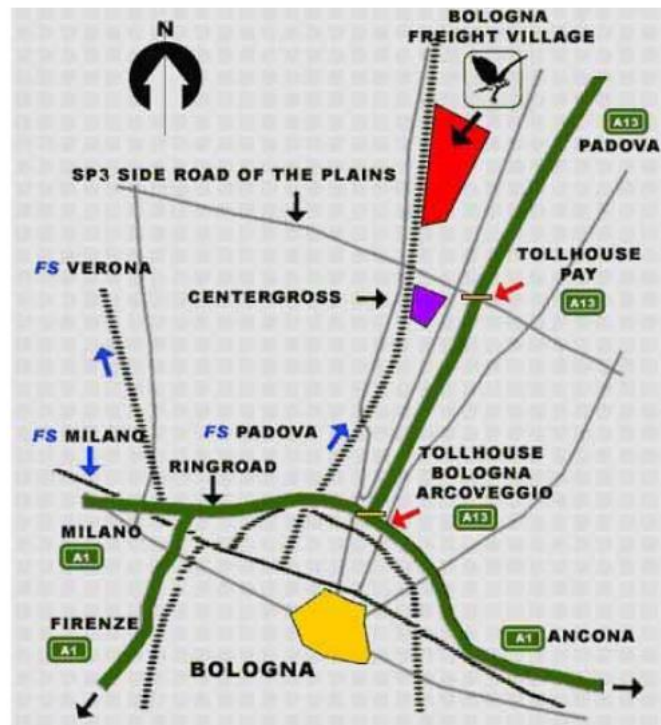 BOLOGNA
FREIGHT VILLAGE
N
A13
PADOVA
SP3 SIDE ROAD OF THE PLAINS
FS VERONA
TOLLHOUSE
PAY
A13
CENTERGROSS
FS MILANO
FS PADOVA
RINGROAD
TOLLHOUSE
BOLOGNA
ARCOVEGGIO
A13
MILANO
A1
FIRENZE
A1
A1 ANCONA
BOLOGNA